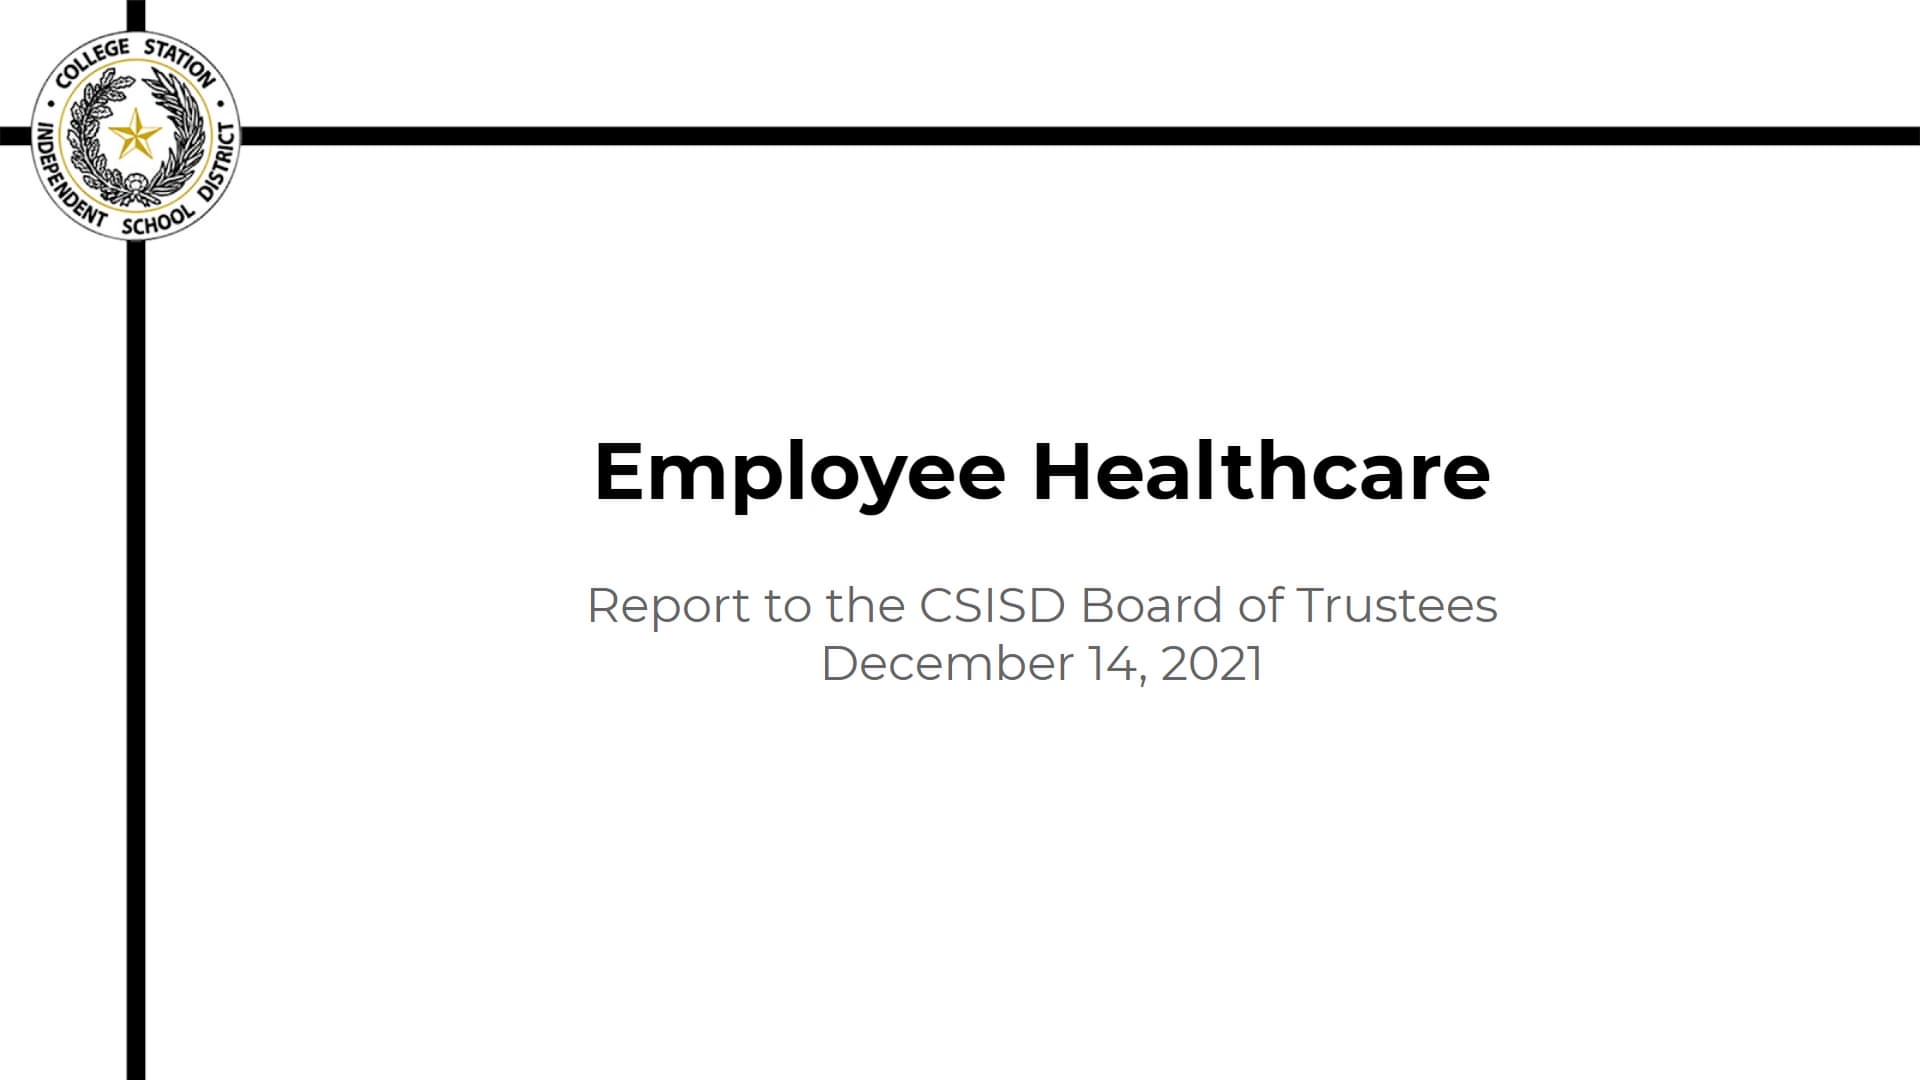 COLLEGE STATION
INDEPENDENT SCHOOL DISTRICT
Employee Healthcare
Report to the CSISD Board of Trustees
December 14, 2021